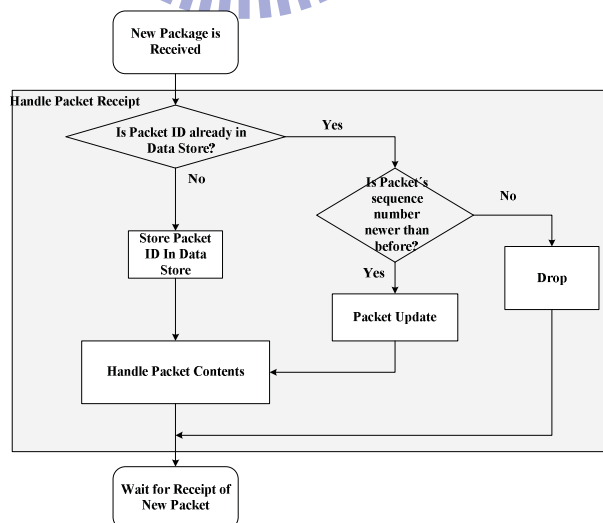 New Package is
Received
Handle Packet Receipt
Is Packet ID already in
Data Store?
Yes
No
Is Packet´s
sequence
number
newer than
before?
No
Store Packet
ID In Data
Store
Yes
Drop
Packet Update
Handle Packet Contents
Wait for Receipt of
New Packet